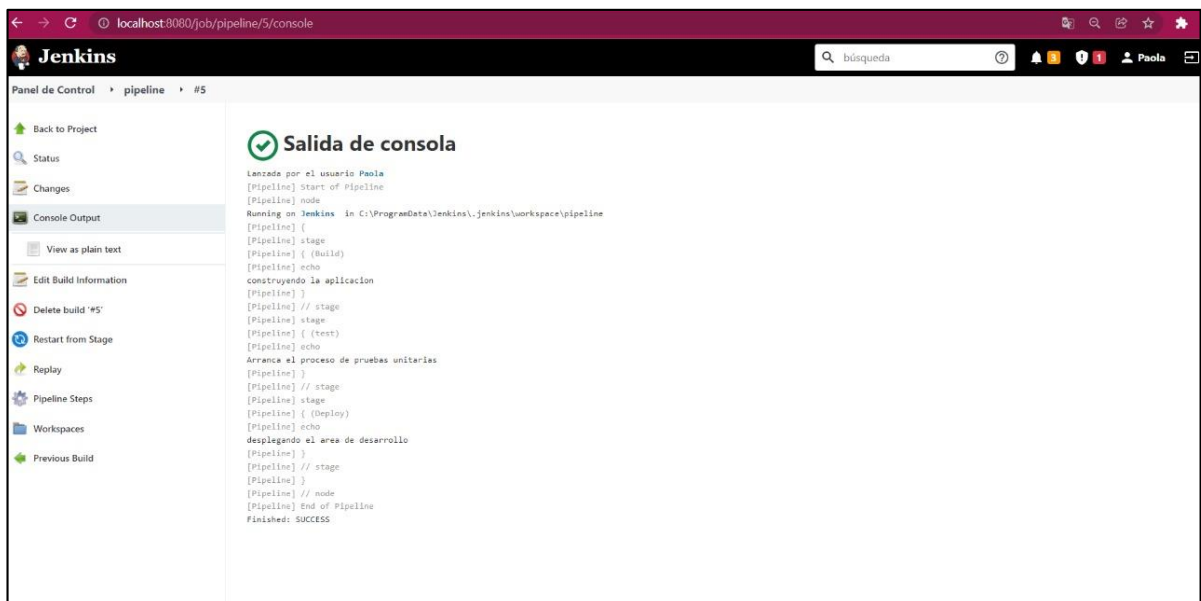 localhost:8080/job/pipeline/5/console
Jenkins
búsqueda
3
1
Paola
Panel de Control
pipeline
#5
Back to Project
Status
Changes
Console Output
View as plain text
Edit Build Information
Delete build '#5'
Restart from Stage
Replay
Pipeline Steps
Workspaces
Previous Build
Salida de consola
Lanzada por el usuario Paola
[Pipeline] Start of Pipeline
[Pipeline] node
Running on Jenkins in C:\ProgramData\Jenkins\.jenkins\workspace\pipeline
[Pipeline] {
[Pipeline] stage
[Pipeline] { (Build)
[Pipeline] echo
construyendo la aplicacion
[Pipeline] }
[Pipeline] // stage
[Pipeline] stage
[Pipeline] { (test)
[Pipeline] echo
Arranca el proceso de pruebas unitarias
[Pipeline] }
[Pipeline] // stage
[Pipeline] stage
[Pipeline] { (Deploy)
[Pipeline] echo
desplegando el area de desarrollo
[Pipeline] }
[Pipeline] // stage
[Pipeline] }
[Pipeline] // node
[Pipeline] End of Pipeline
Finished: SUCCESS